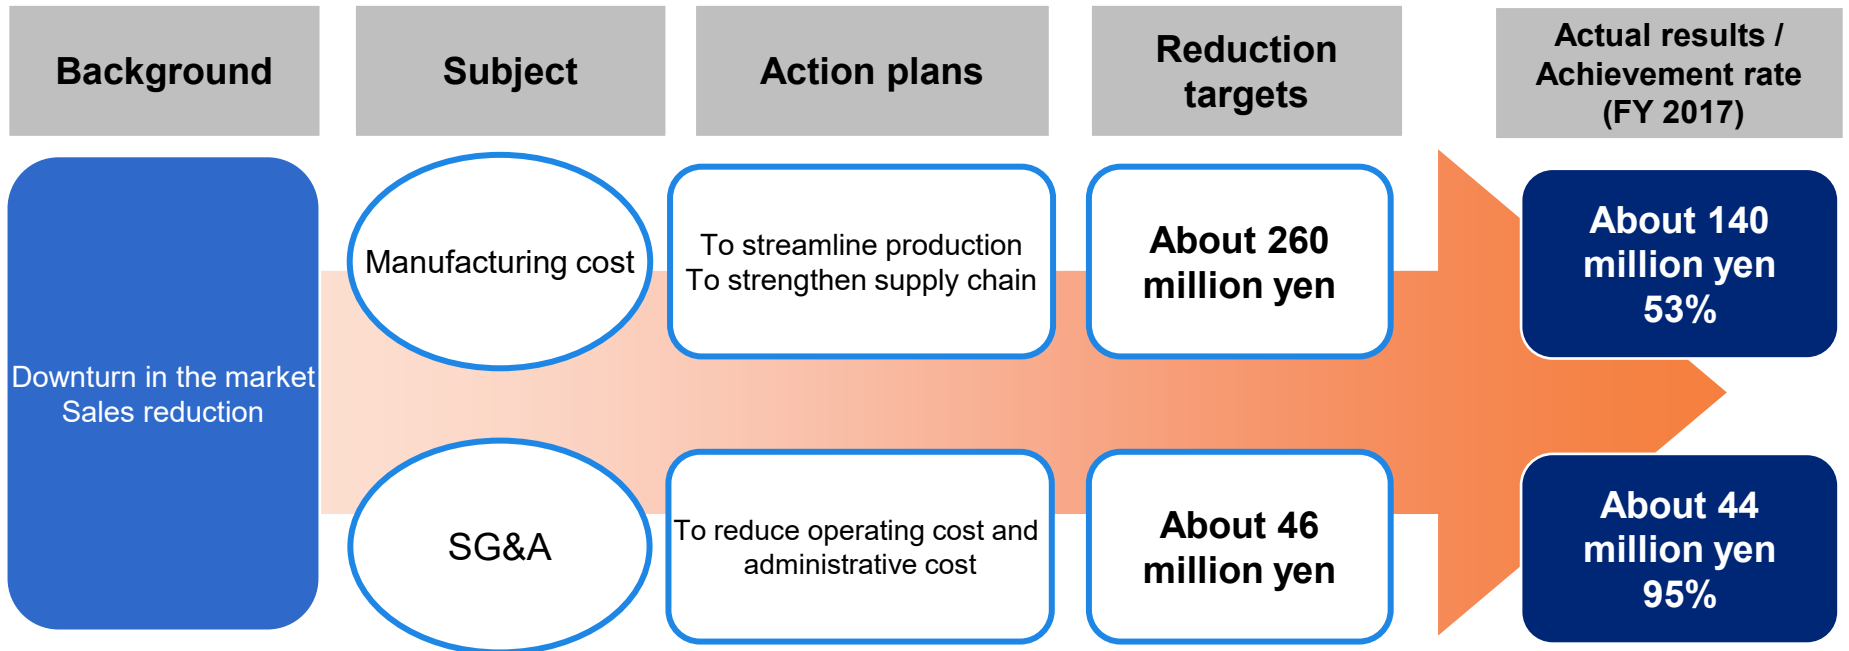 Background
Subject
Action plans
Reduction
targets
Actual results /
Achievement rate
(FY 2017)
Downturn in the market
Sales reduction
Manufacturing cost
To streamline production
To strengthen supply chain
About 260
million yen
About 140
million yen
53%
SG&A
To reduce operating cost and
administrative cost
About 46
million yen
About 44
million yen
95%